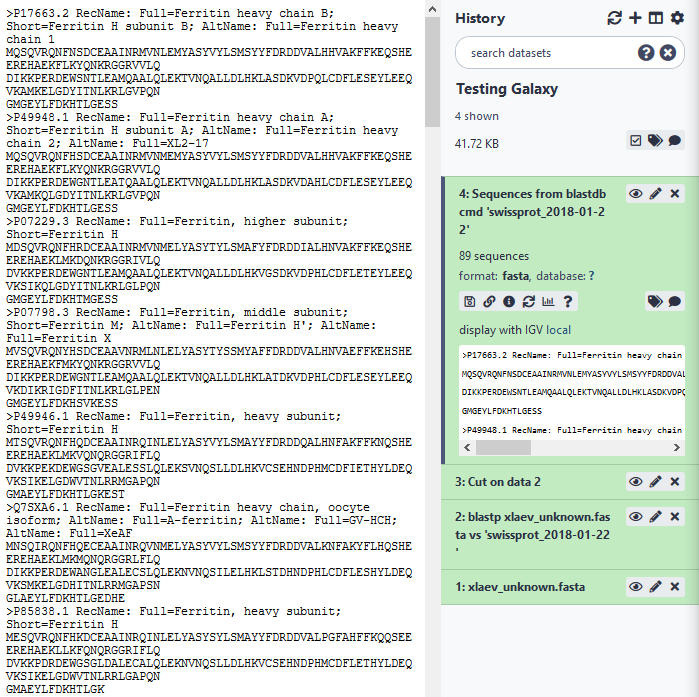 >P17663.2 RecName: Full=Ferritin heavy chain B;
Short=Ferritin H subunit B; AltName: Full=Ferritin heavy
chain 1
MQSQVRQNFNSDCEAAINRMVNLEMYASYVYLSMSYYFDRDDVALHHVAKFFKEQSHE
EREHAEKFLKYQNKRGGRVVLQ
DIKKPERDEWSNTLEAMQAALQLEKTVNQALLDLHKLASDKVDPQLCDFLESEYLEEQ
VKAMKELGDYITNLKRLGVPQN
GMGEYLFDKHTLGESS
>P49948.1 RecName: Full=Ferritin heavy chain A;
Short=Ferritin H subunit A; AltName: Full=Ferritin heavy
chain 2; AltName: Full=XL2-17
MQSQVRQNFHSDCEAAINRMVNMEMYASYVYLSMSYYFDRDDVALHHVAKFFKEQSHE
EREHAEKFLKYQNKRGGRVVLQ
DIKKPERDEWGNTLEATQAALQLEKTVNQALLDLHKLASDKVDAHLCDFLESEYLEEQ
VKAMKQLGDYITNLKRLGVPQN
GMGEYLFDKHTLGESS
>P07229.3 RecName: Full=Ferritin, higher subunit;
Short=Ferritin H
MDSQVRQNFHRDCEAAINRMVNMELYASYTYLSMAFYFDRDDIALHNVAKFFKEQSHE
EREHAEKLMKDQNKRGGRIVLQ
DVKKPERDEWGNTLEAMQAALQLEKTVNQALLDLHKVGSDKVDPHLCDFLETEYLEEQ
VKSIKQLGDYITNLKRLGLPQN
GMGEYLFDKHTMGESS
>P07798.3 RecName: Full=Ferritin, middle subunit;
Short=Ferritin M; AltName: Full=Ferritin H'; AltName:
Full=Ferritin X
MVSQVRQNYHSDCEAAVNRMLNLELYASYTYSSMYAFFDRDDVALHNVAEFFKEHSHE
EREHAEKFMKYQNKRGGRVVLQ
DIKKPERDEWGNTLEAMQAALQLEKTVNQALLDLHKLATDKVDPHLCDFLESEYLEEQ
VKDIKRIGDFITNLKRLGLPEN
GMGEYLFDKHSVKESS
>P49946.1 RecName: Full=Ferritin, heavy subunit;
Short=Ferritin H
MTSQVRQNFHQDCEAAINRQINLELYASYVYLSMAYYFDRDDQALHNFAKFFKNQSHE
EREHAEKLMKVQNQRGGRIFLQ
DVKKPEKDEWGSGVEALESSLQLEKSVNQSLLDLHKVCSEHNDPHMCDFIETHYLDEQ
VKSIKELGDWVTNLRRMGAPQN
GMAEYLFDKHTLGKEST
>Q7SXA6.1 RecName: Full=Ferritin heavy chain, oocyte
isoform; AltName: Full=A-ferritin; AltName: Full=GV-HCH;
AltName: Full=XeAF
MNSQIRQNFHQECEAAINRQVNMELYASYVYLSMSYYFDRDDVALKNFAKYFLHQSHE
EREHAEKLMKMQNQRGGRLFLQ
DIKKPERDEWANGLEALECSLQLEKNVNQSILELHKLSTDHNDPHLCDFLESHYLDEQ
VKSMKELGDHITNLRRMGAPSN
GLAEYLFDKHTLGEDHE
>P85838.1 RecName: Full=Ferritin, heavy subunit;
Short=Ferritin H
MESQVRQNFHKDCEAAINRQINLELYASYSYLSMAYYFDRDDVALPGFAHFFKQQSEE
EREHAEKLLKFQNQRGGRIFLQ
DVKKPDRDEWGSGLDALECALQLEKNVNQSLLDLHKVCSEHNDPHMCDFLETHYLDEQ
VKSIKELGDWVTNLRRLGAPQN
GMAEYLFDKHTLGK
History
search datasets
Testing Galaxy
4 shown
41.72 KB
4: Sequences from blastdb
cmd 'swissprot_2018-01-2
2'
89 sequences
format: fasta, database: ?
display with IGV local
>P17663.2 RecName: Full=Ferritin heavy chain
MQSQVRQNFNSDCEAAINRMVNLEMYASYVYLSMSYYFDRDDVAL
DIKKPERDEWSNTLEAMQAALQLEKTVNQALLDLHKLASDKVDPQ
GMGEYLFDKHTLGESS
>P49948.1 RecName: Full=Ferritin heavy chain
3: Cut on data 2
2: blastp xlaev_unknown.fas
ta vs 'swissprot_2018-01-22
'
1: xlaev_unknown.fasta